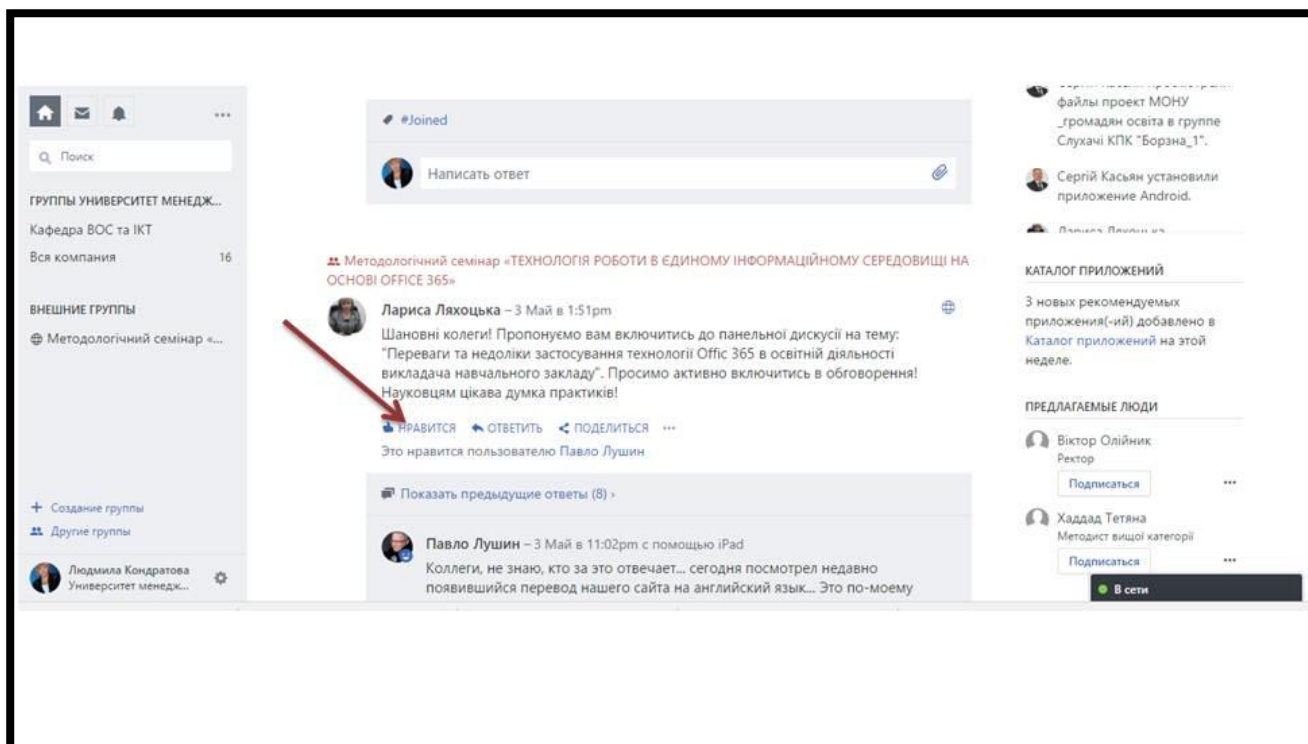 Поиск
ГРУППЫ УНИВЕРСИТЕТ МЕНЕДЖ...
Кафедра ВОС та ІКТ
Вся компания 16
ВНЕШНИЕ ГРУППЫ
Методологічний семінар «...
+ Создание группы
Другие группы
Людмила Кондратова
Университет менедж...
#Joined
Написать ответ
Методологічний семінар «ТЕХНОЛОГІЯ РОБОТИ В ЄДИНОМУ ІНФОРМАЦІЙНОМУ СЕРЕДОВИЩІ НА
ОСНОВІ OFFICE 365»
Лариса Ляхоцька – 3 Май в 1:51pm
Шановні колеги! Пропонуємо вам включитись до панельної дискусії на тему:
"Переваги та недоліки застосування технології Offic 365 в освітній діяльності
викладача навчального закладу". Просимо активно включитись в обговорення!
Науковцям цікава думка практиків!
НРАВИТСЯ ОТВЕТИТЬ ПОДЕЛИТЬСЯ ...
Это нравится пользователю Павло Лушин
Показать предыдущие ответы (8) ›
Павло Лушин – 3 Май в 11:02pm с помощью iPad
Коллеги, не знаю, кто за это отвечает... сегодня посмотрел недавно
появившийся перевод нашего сайта на английский язык... Это по-моему
файлы проект МОНУ
_громадян освіта в группе
Слухачі КПК "Борзна_1".
Сергій Касьян установили
приложение Android.
КАТАЛОГ ПРИЛОЖЕНИЙ
3 новых рекомендуемых
приложения(-ий) добавлено в
Каталог приложений на этой
неделе.
ПРЕДЛАГАЕМЫЕ ЛЮДИ
Віктор Олійник
Ректор
Подписаться ...
Хаддад Тетяна
Методист вищої категорії
Подписаться ...
В сети